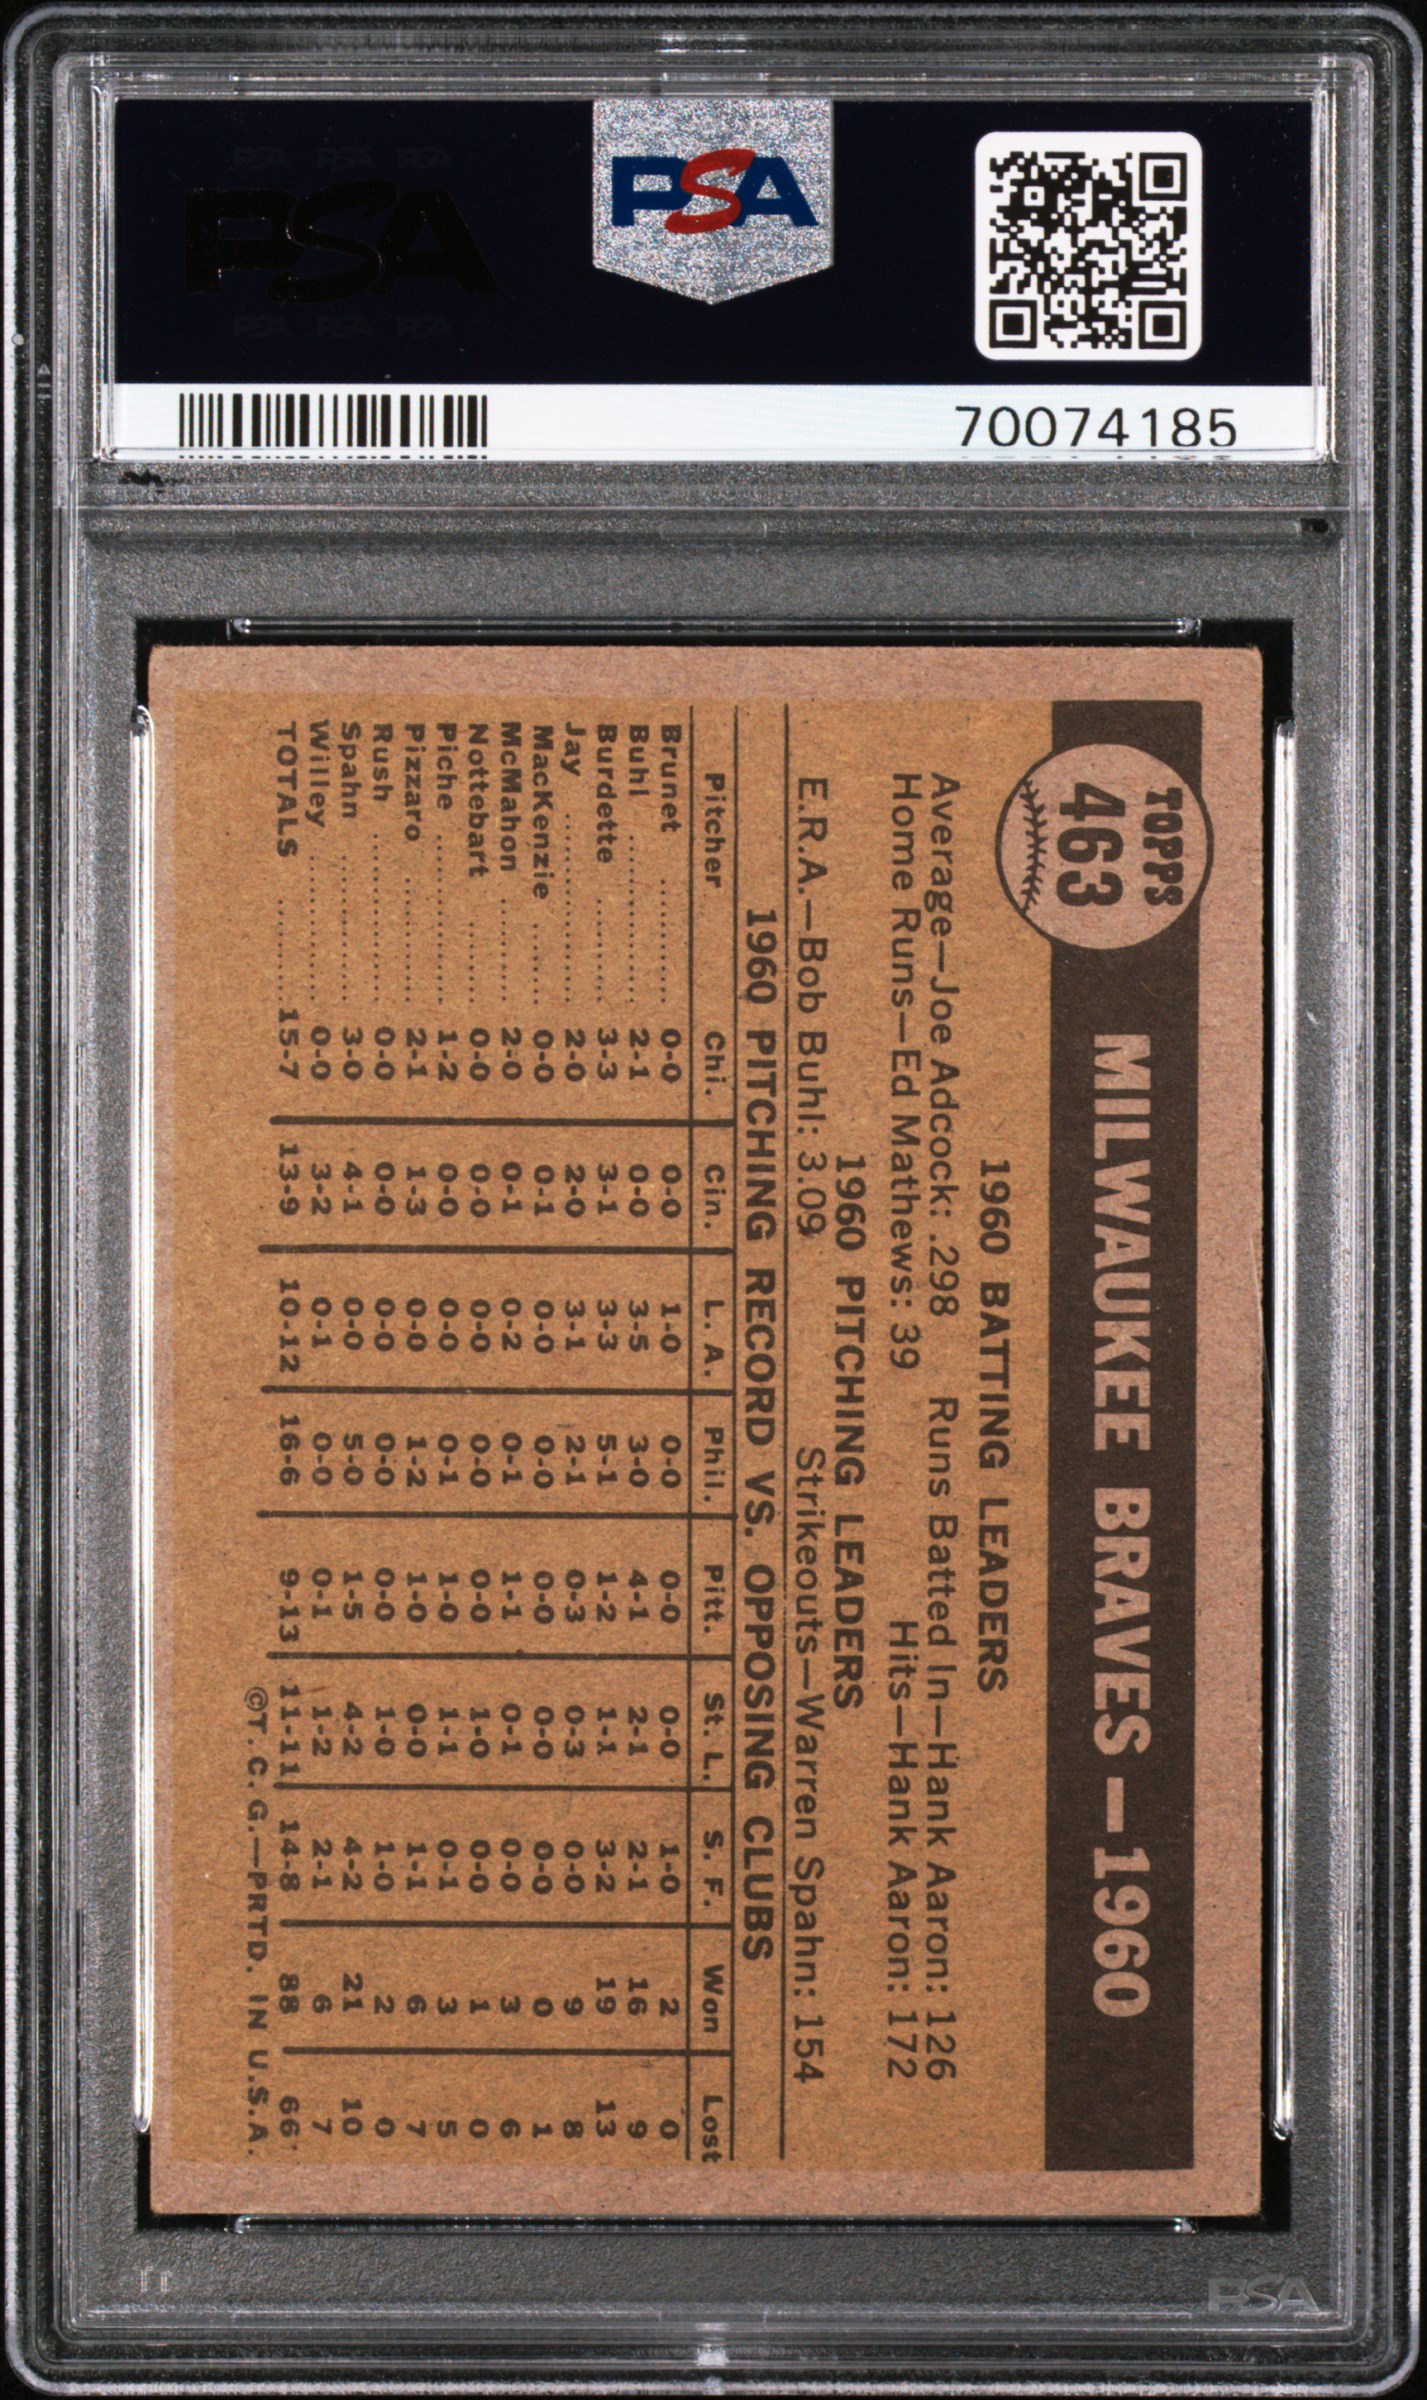 PSA PSA PSA
PSA
PSA PSA PSA
PSA
70074185
TOPPS
463
MILWAUKEE BRAVES—1960
1960 BATTING LEADERS
Average—Joe Adcock: .298 Runs Batted In—Hank Aaron: 126
Home Runs—Ed Mathews: 39 Hits—Hank Aaron: 172
1960 PITCHING LEADERS
E.R.A.—Bob Buhl: 3.09 Strikeouts—Warren Spahn: 154
1960 PITCHING RECORD VS. OPPOSING CLUBS
Pitcher Chi. Cin. L. A. Phil. Pitt. St. L. S. F. Won Lost
Brunet .......... 0-0 0-0 1-0 0-0 0-0 0-0 1-0 2 0
Buhl .............. 2-1 0-0 3-5 3-0 4-1 2-1 2-1 16 9
Burdette ........ 3-3 3-1 3-3 5-1 1-2 1-1 3-2 19 13
Jay ................ 2-0 2-0 3-1 2-1 0-3 0-3 0-0 9 8
MacKenzie ...... 0-0 0-1 0-0 0-0 0-0 0-0 0-0 0 1
McMahon ........ 2-0 0-1 0-2 0-1 1-1 0-1 0-0 3 6
Nottebart ....... 0-0 0-0 0-0 0-0 0-0 1-0 0-0 1 0
Piche .............. 1-2 0-0 0-0 0-1 1-0 1-1 0-1 3 5
Pizzaro .......... 2-1 1-3 0-0 1-2 1-0 0-0 1-1 6 7
Rush .............. 0-0 0-0 0-0 0-0 0-0 1-0 1-0 2 0
Spahn ............ 3-0 4-1 0-0 5-0 1-5 4-2 4-2 21 10
Willey ............ 0-0 3-2 0-1 0-0 0-1 1-2 2-1 6 7
TOTALS ........ 15-7 13-9 10-12 16-6 9-13 11-11 14-8 88 66
©T.C.G.—PRTD. IN U.S.A.
PSA